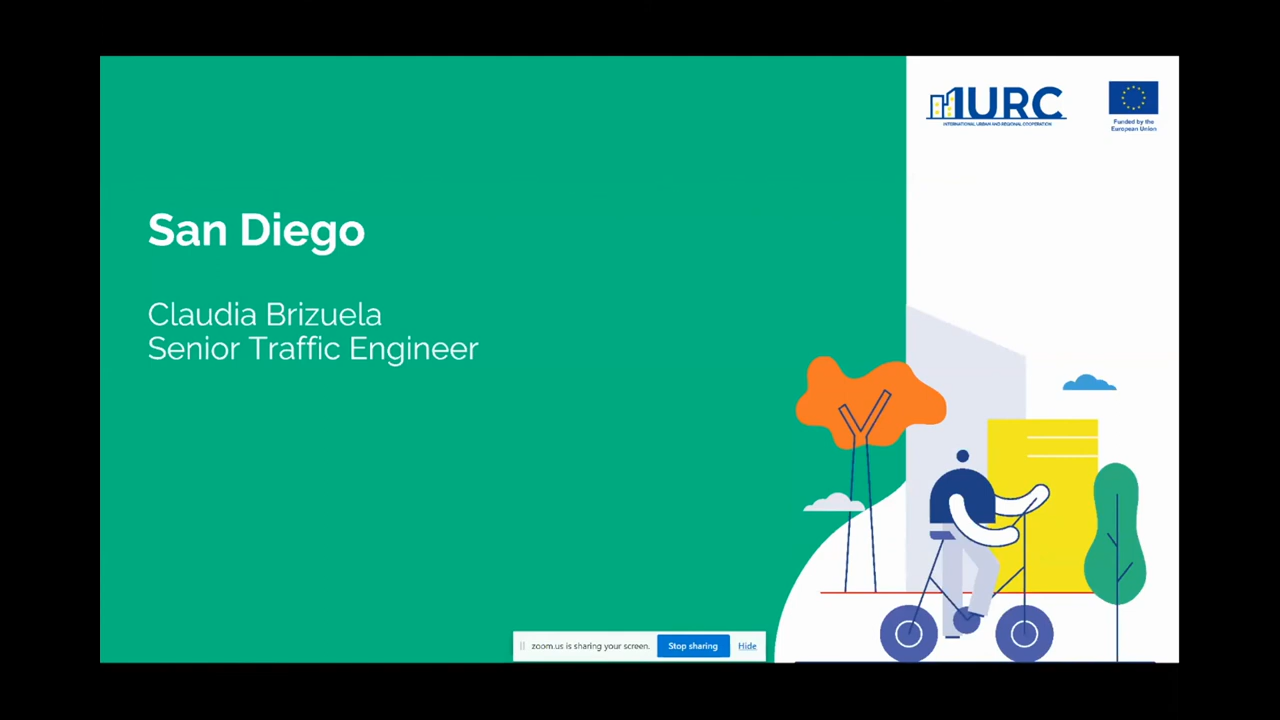 IURC
INTERNATIONAL URBAN AND REGIONAL COOPERATION
Funded by the
European Union
San Diego
Claudia Brizuela
Senior Traffic Engineer
zoom.us is sharing your screen.
Stop sharing
Hide